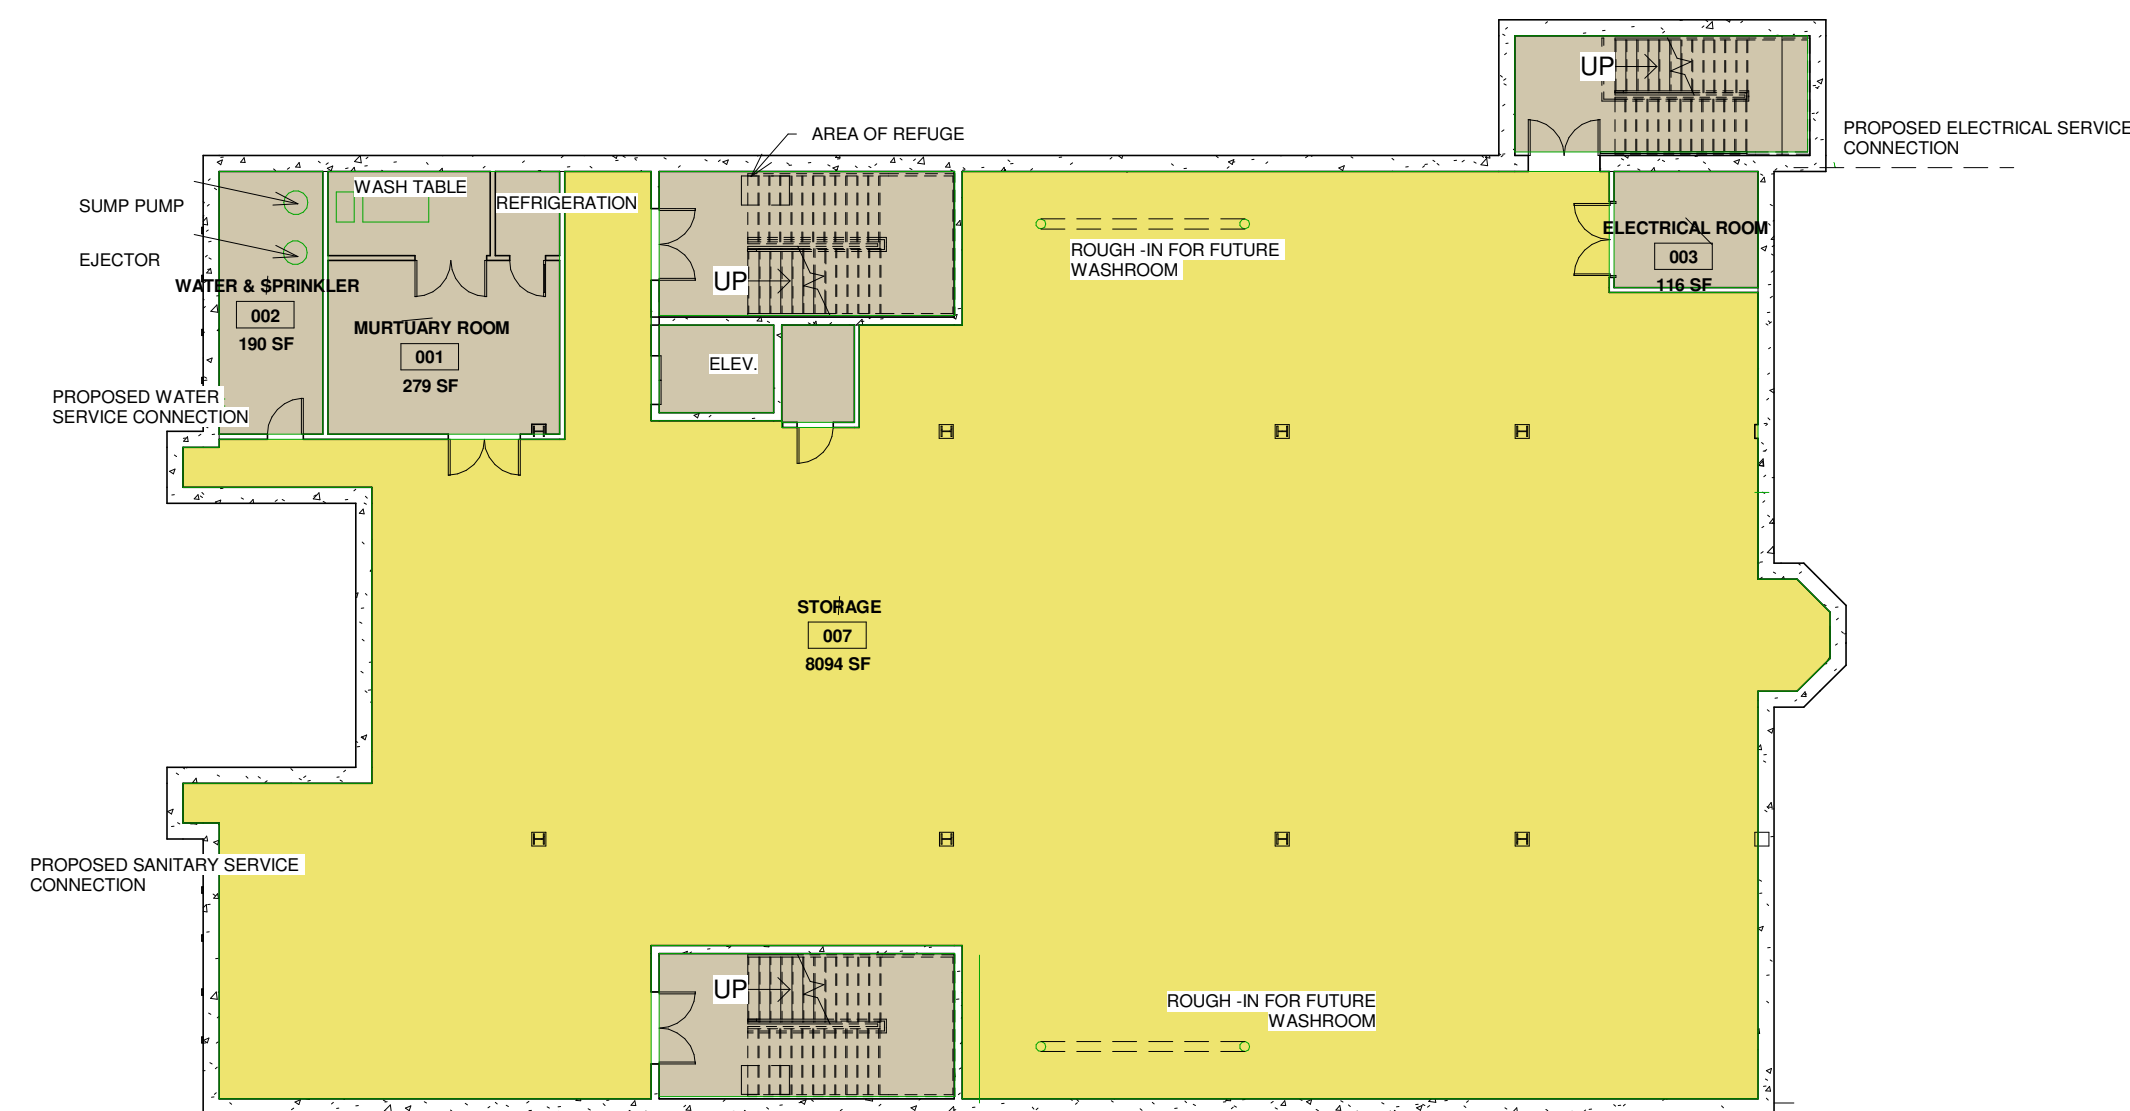 UP
PROPOSED ELECTRICAL SERVICE
CONNECTION
AREA OF REFUGE
WASH TABLE
REFRIGERATION
SUMP PUMP
EJECTOR
WATER & SPRINKLER
002
190 SF
MURTUARY ROOM
001
279 SF
UP
ELEV.
ROUGH -IN FOR FUTURE
WASHROOM
ELECTRICAL ROOM
003
116 SF
PROPOSED WATER
SERVICE CONNECTION
STORAGE
007
8094 SF
PROPOSED SANITARY SERVICE
CONNECTION
UP
ROUGH -IN FOR FUTURE
WASHROOM